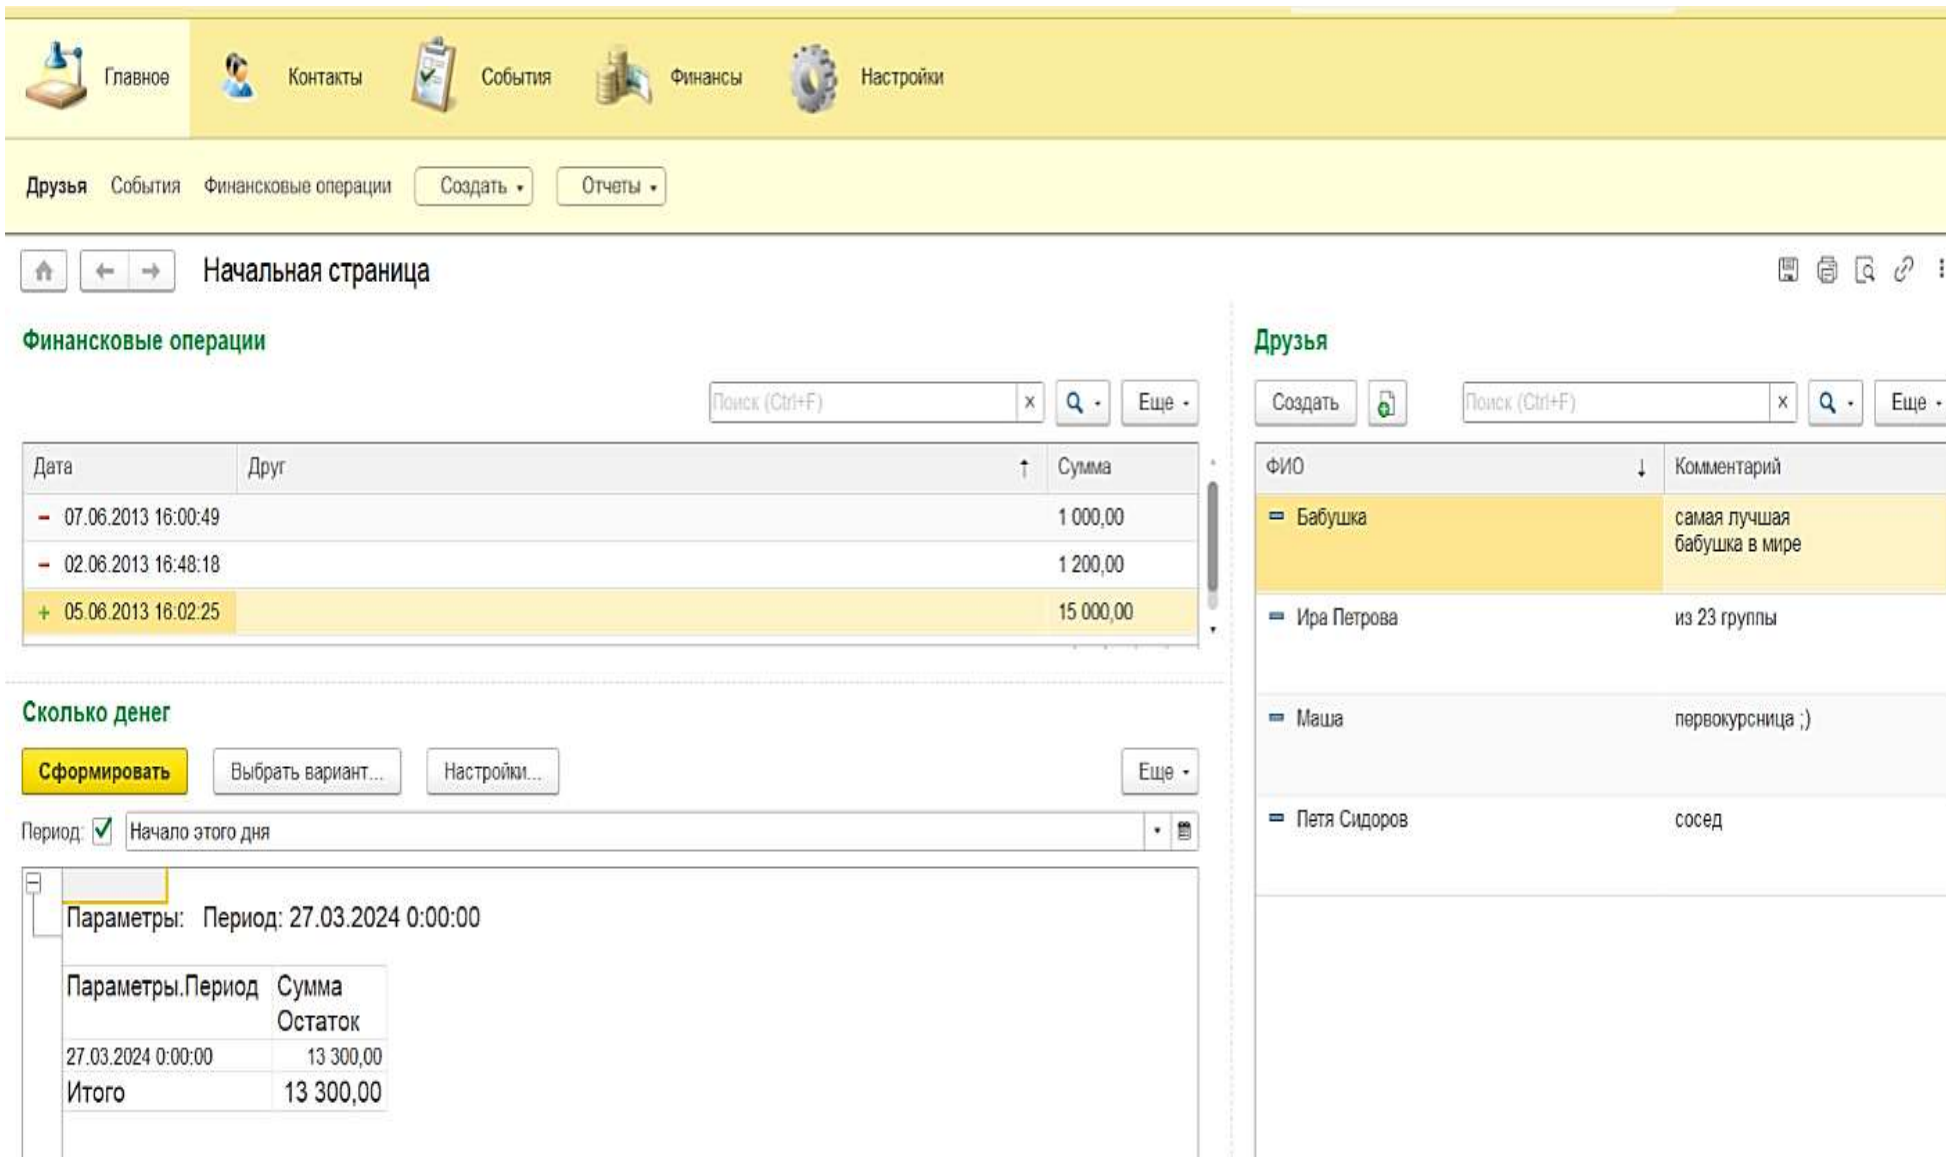 Главное
Контакты
События
Финансы
Настройки
Друзья События Финансковые операции Создать Отчеты
Начальная страница
Финансковые операции
Поиск (Ctrl+F) x Еще
Дата Друг ↑ Сумма
– 07.06.2013 16:00:49 1 000,00
– 02.06.2013 16:48:18 1 200,00
+ 05.06.2013 16:02:25 15 000,00
Сколько денег
Сформировать Выбрать вариант... Настройки... Еще
Период: Начало этого дня
Параметры: Период: 27.03.2024 0:00:00
Параметры.Период Сумма
Остаток
27.03.2024 0:00:00 13 300,00
Итого 13 300,00
Друзья
Создать Поиск (Ctrl+F) x Еще
ФИО ↓ Комментарий
Бабушка самая лучшая
бабушка в мире
Ира Петрова из 23 группы
Маша первокурсница ;)
Петя Сидоров сосед